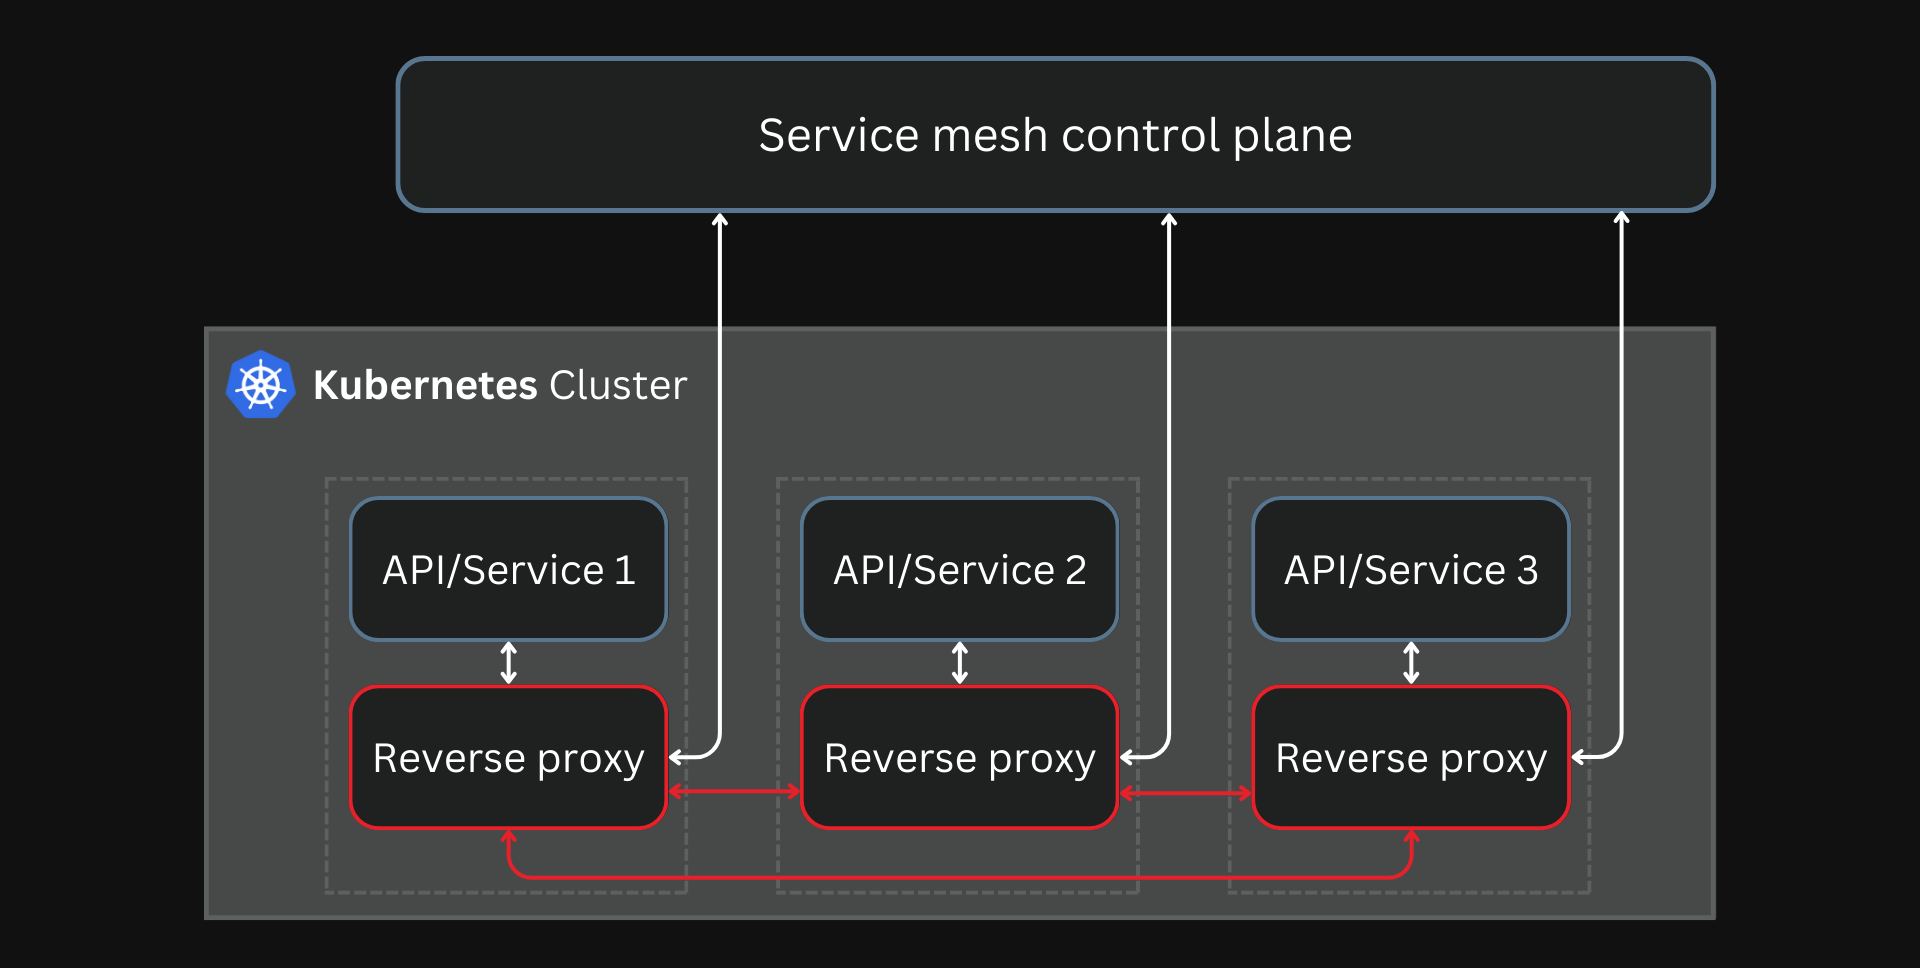 Service mesh control plane
Kubernetes Cluster
API/Service 1
API/Service 2
API/Service 3
Reverse proxy
Reverse proxy
Reverse proxy